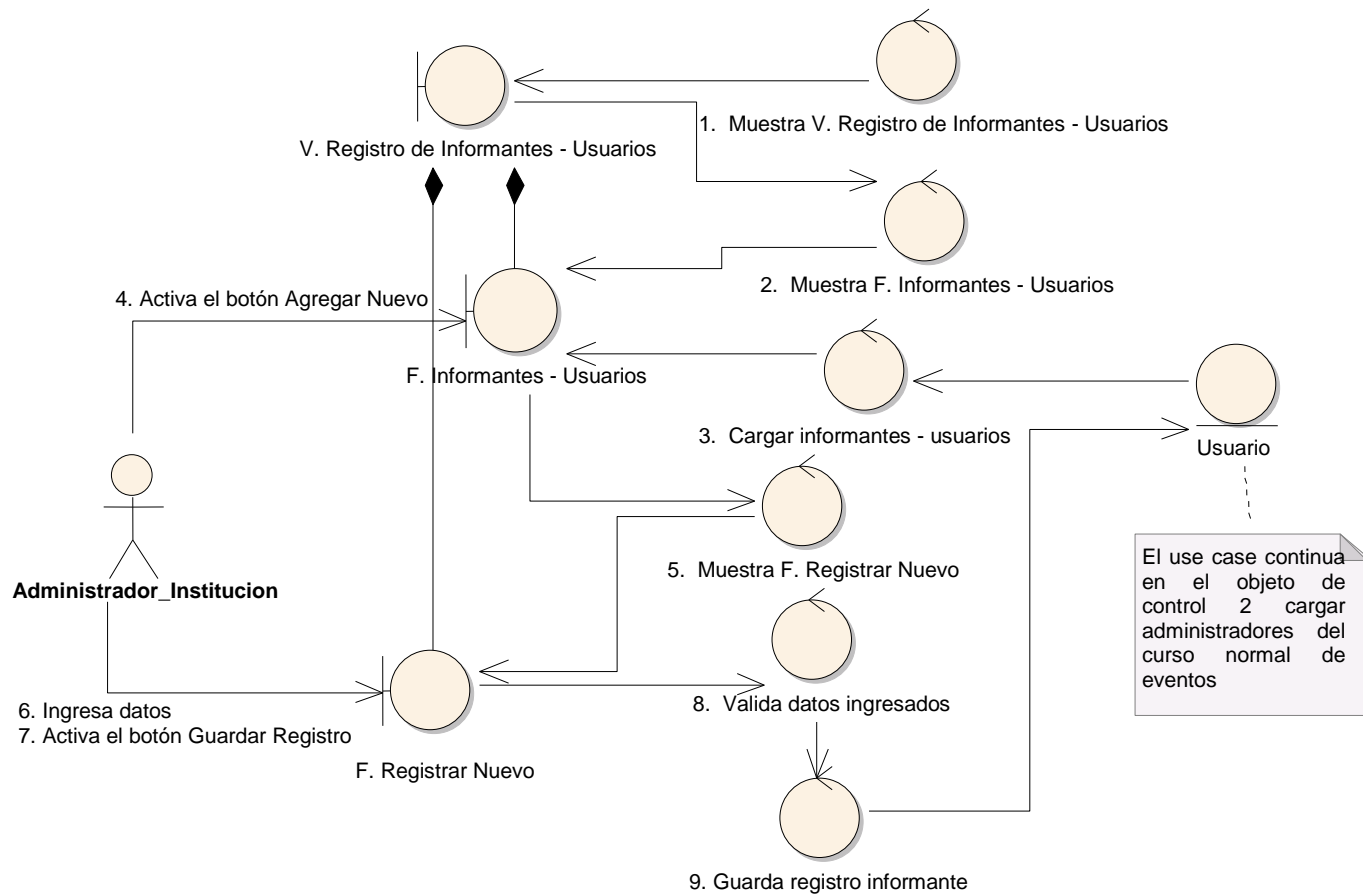 1. Muestra V. Registro de Informantes - Usuarios
V. Registro de Informantes - Usuarios
2. Muestra F. Informantes - Usuarios
4. Activa el botón Agregar Nuevo
F. Informantes - Usuarios
3. Cargar informantes - usuarios
Usuario
El use case continua
en el objeto de
control 2 cargar
administradores del
curso normal de
eventos
5. Muestra F. Registrar Nuevo
Administrador_Institucion
6. Ingresa datos
7. Activa el botón Guardar Registro
8. Valida datos ingresados
F. Registrar Nuevo
9. Guarda registro informante